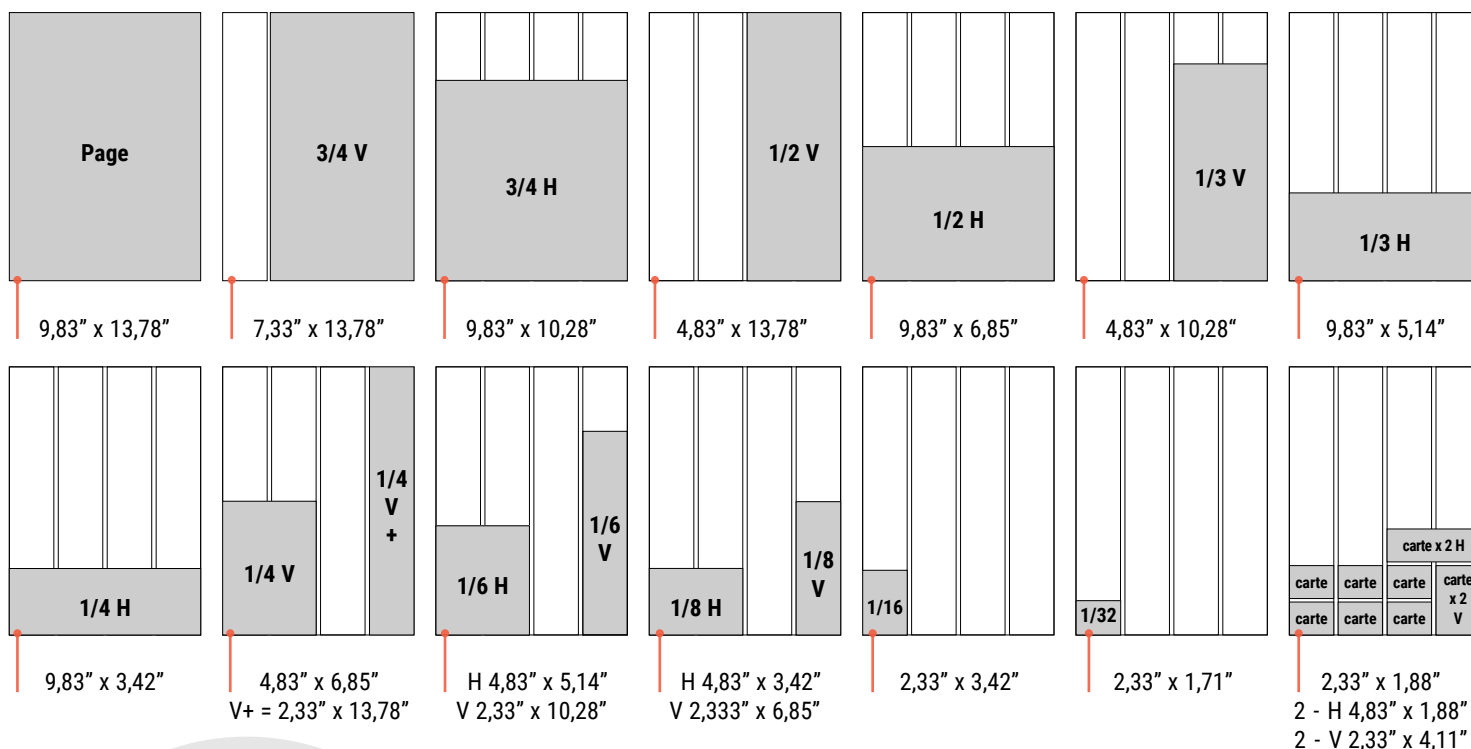 Page
3/4 V
3/4 H
1/2 V
1/2 H
1/3 V
1/3 H
9,83” x 13,78”
7,33” x 13,78”
9,83” x 10,28”
4,83” x 13,78”
9,83” x 6,85”
4,83” x 10,28“
9,83” x 5,14”
1/4 H
1/4 V
1/4
V
+
1/6 H
1/6
V
1/8 H
1/8
V
1/16
1/32
carte x 2 H
carte
carte
carte
carte
x 2
V
carte
carte
carte
9,83” x 3,42”
4,83” x 6,85”
V+ = 2,33” x 13,78”
H 4,83” x 5,14”
V 2,33” x 10,28”
H 4,83” x 3,42”
V 2,333” x 6,85”
2,33” x 3,42”
2,33” x 1,71”
2,33” x 1,88”
2 - H 4,83” x 1,88”
2 - V 2,33” x 4,11”